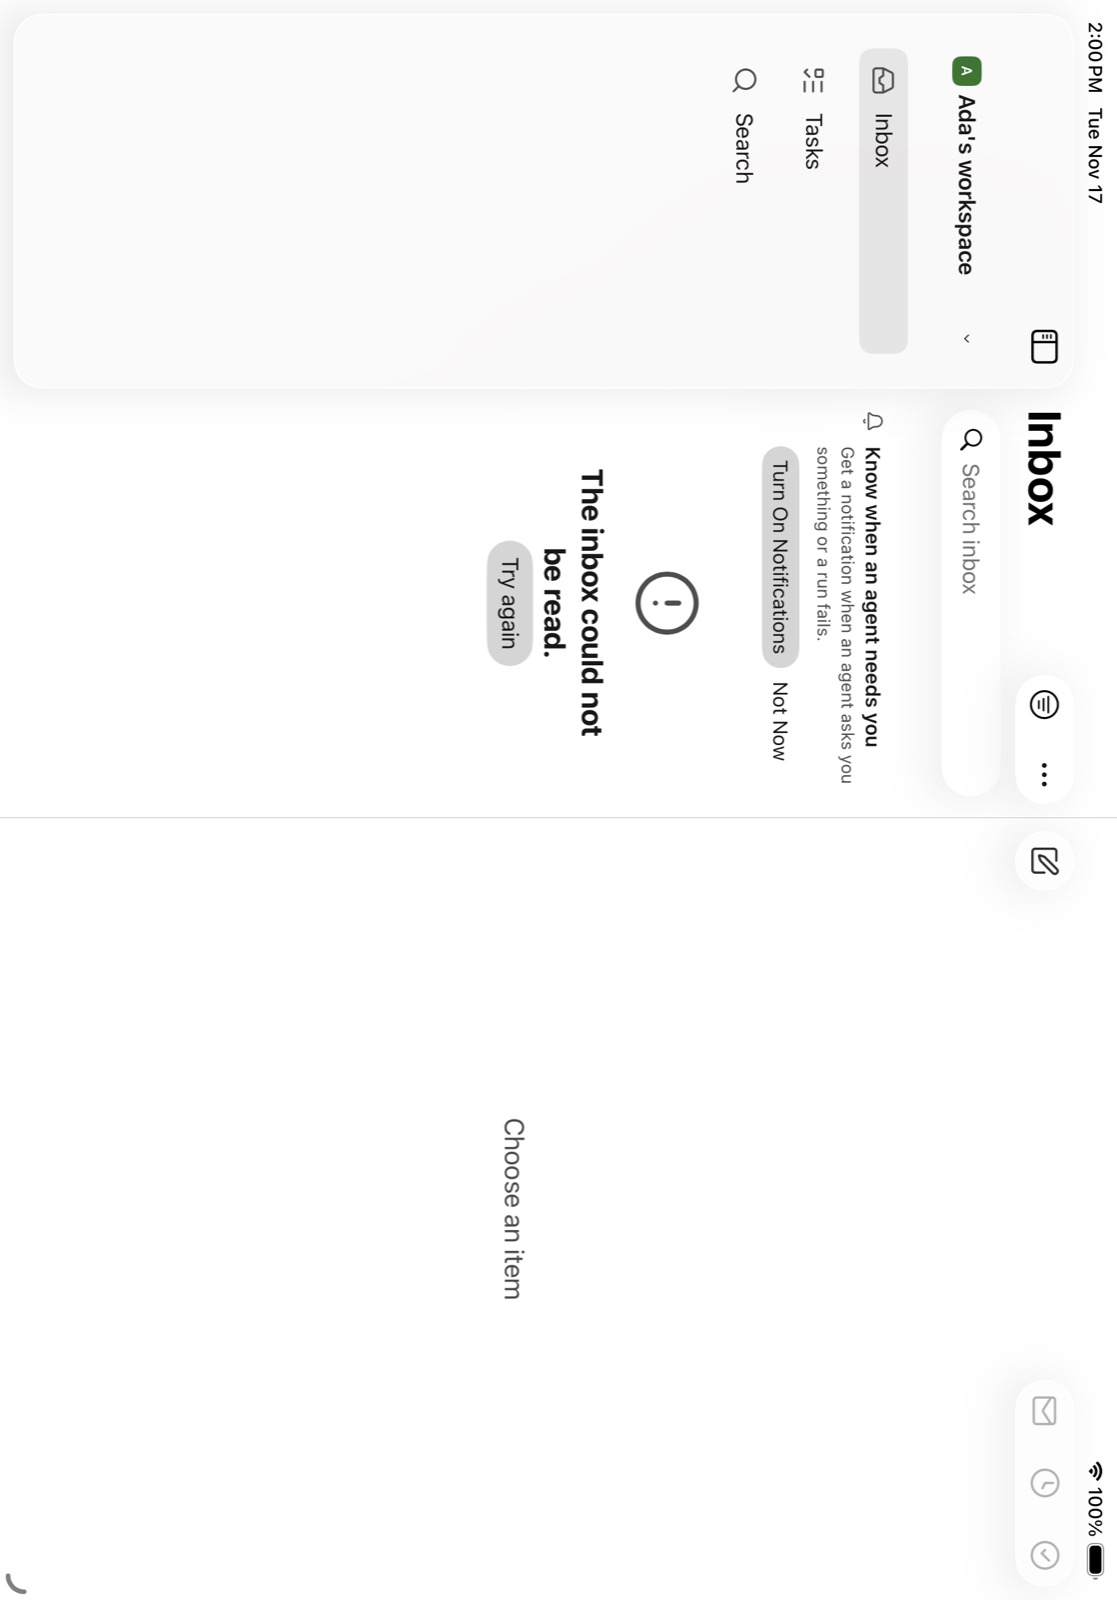 2:00 PM Tue Nov 17
100%
A Ada's workspace
Inbox
Tasks
Search
Inbox
Search inbox
Know when an agent needs you
Get a notification when an agent asks you
something or a run fails.
Turn On Notifications Not Now
The inbox could not
be read.
Try again
Choose an item